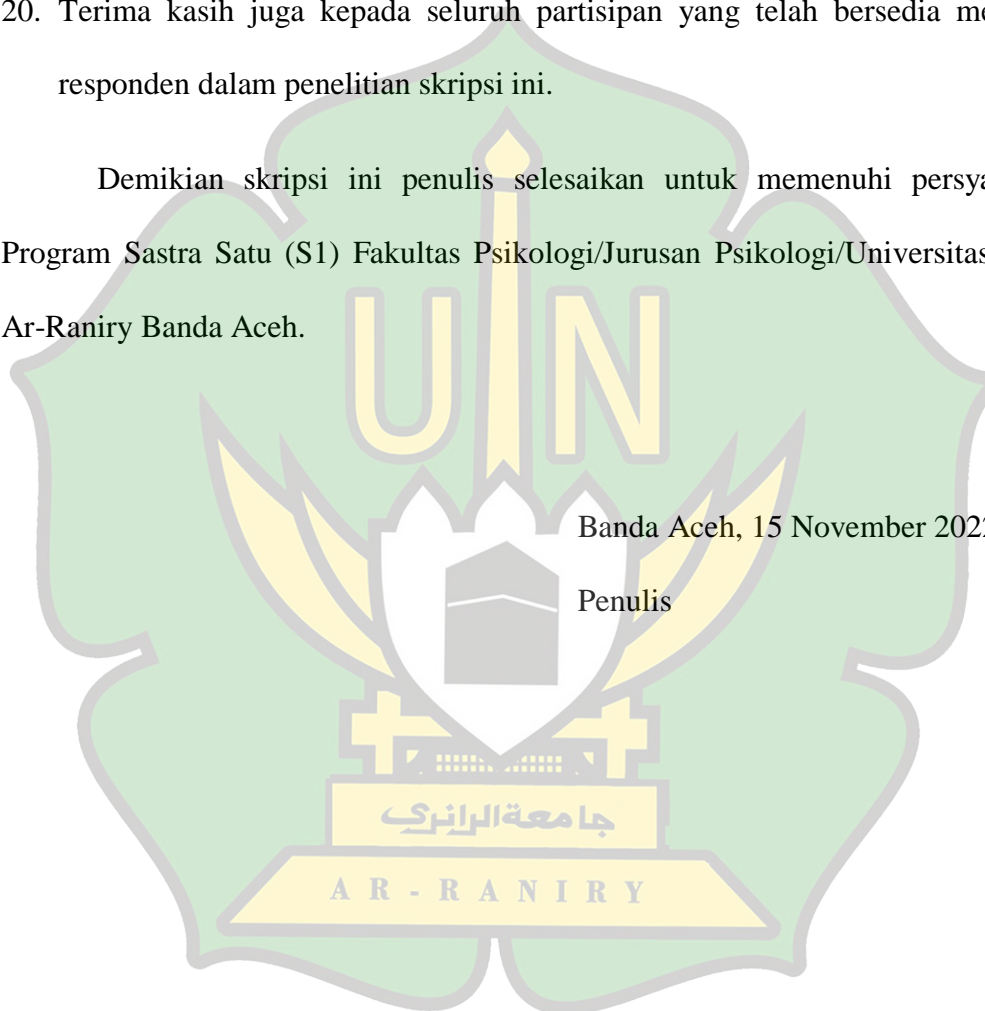 20. Terima kasih juga kepada seluruh partisipan yang telah bersedia me
responden dalam penelitian skripsi ini.
Demikian skripsi ini penulis selesaikan untuk memenuhi persya
Program Sastra Satu (S1) Fakultas Psikologi/Jurusan Psikologi/Universitas
Ar-Raniry Banda Aceh.
UIN
Banda Aceh, 15 November 202
Penulis
جامعةالرانري
AR-RANIRY